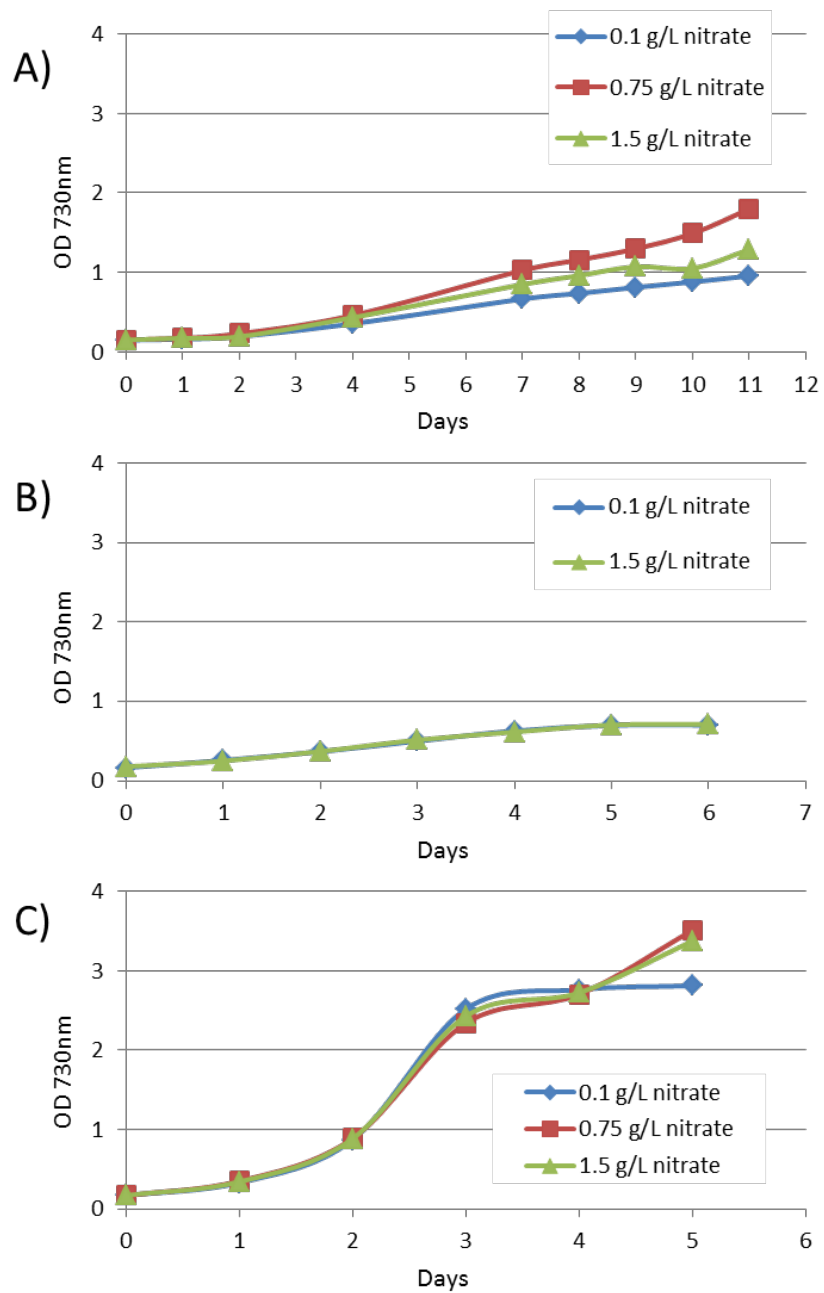 A)
0.1 g/L nitrate
0.75 g/L nitrate
1.5 g/L nitrate
OD 730nm
4
3
2
1
0
0 1 2 3 4 5 6 7 8 9 10 11 12
Days
B)
0.1 g/L nitrate
1.5 g/L nitrate
OD 730nm
4
3
2
1
0
0 1 2 3 4 5 6 7
Days
C)
OD 730nm
4
3
2
1
0
0.1 g/L nitrate
0.75 g/L nitrate
1.5 g/L nitrate
0 1 2 3 4 5 6
Days